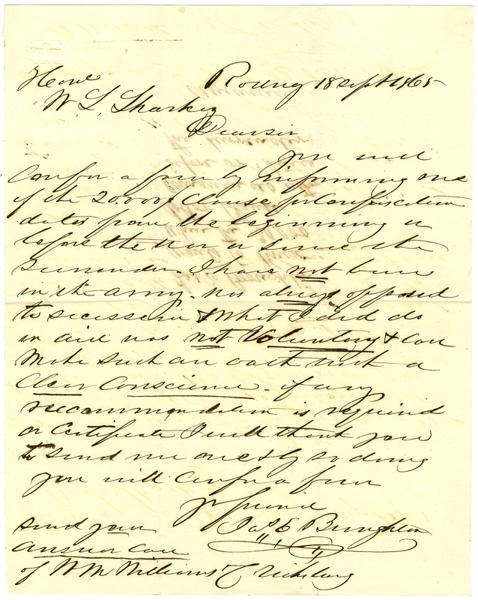 Honl 18 Sept 1865
W L Sharkey
Dear sir
you will
Confer a favor by informing me
if the 20.000$ Clause for Confiscation
dates from the beginning or
before the War or since the
Surrender. I have not been
in the army. was always opposed
to secession & What I did do
in aid was not Voluntary & can
Make such an oath with a
Clear Conscience. if any
recommendation is required
or Certificate I will thank you
to send me one & by so doing
you will Confer a favor
yr friend
send your
answer Care
of Wm Williams Vicksburg